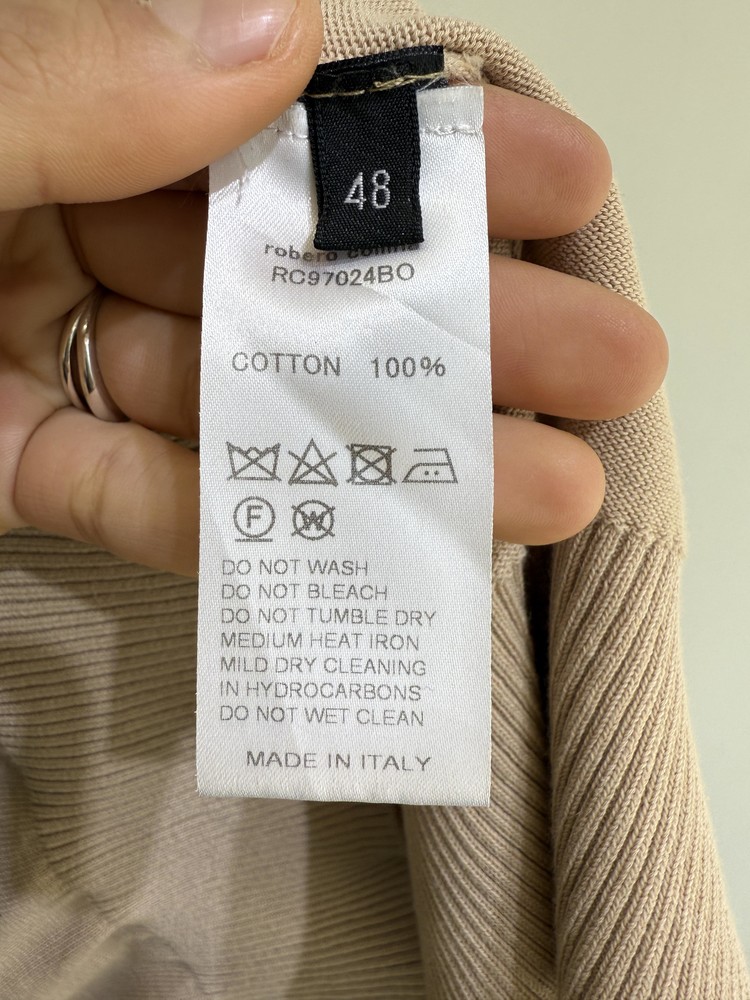 48
robero collina
RC97024BO
COTTON 100%
F
W
DO NOT WASH
DO NOT BLEACH
DO NOT TUMBLE DRY
MEDIUM HEAT IRON
MILD DRY CLEANING
IN HYDROCARBONS
DO NOT WET CLEAN
MADE IN ITALY